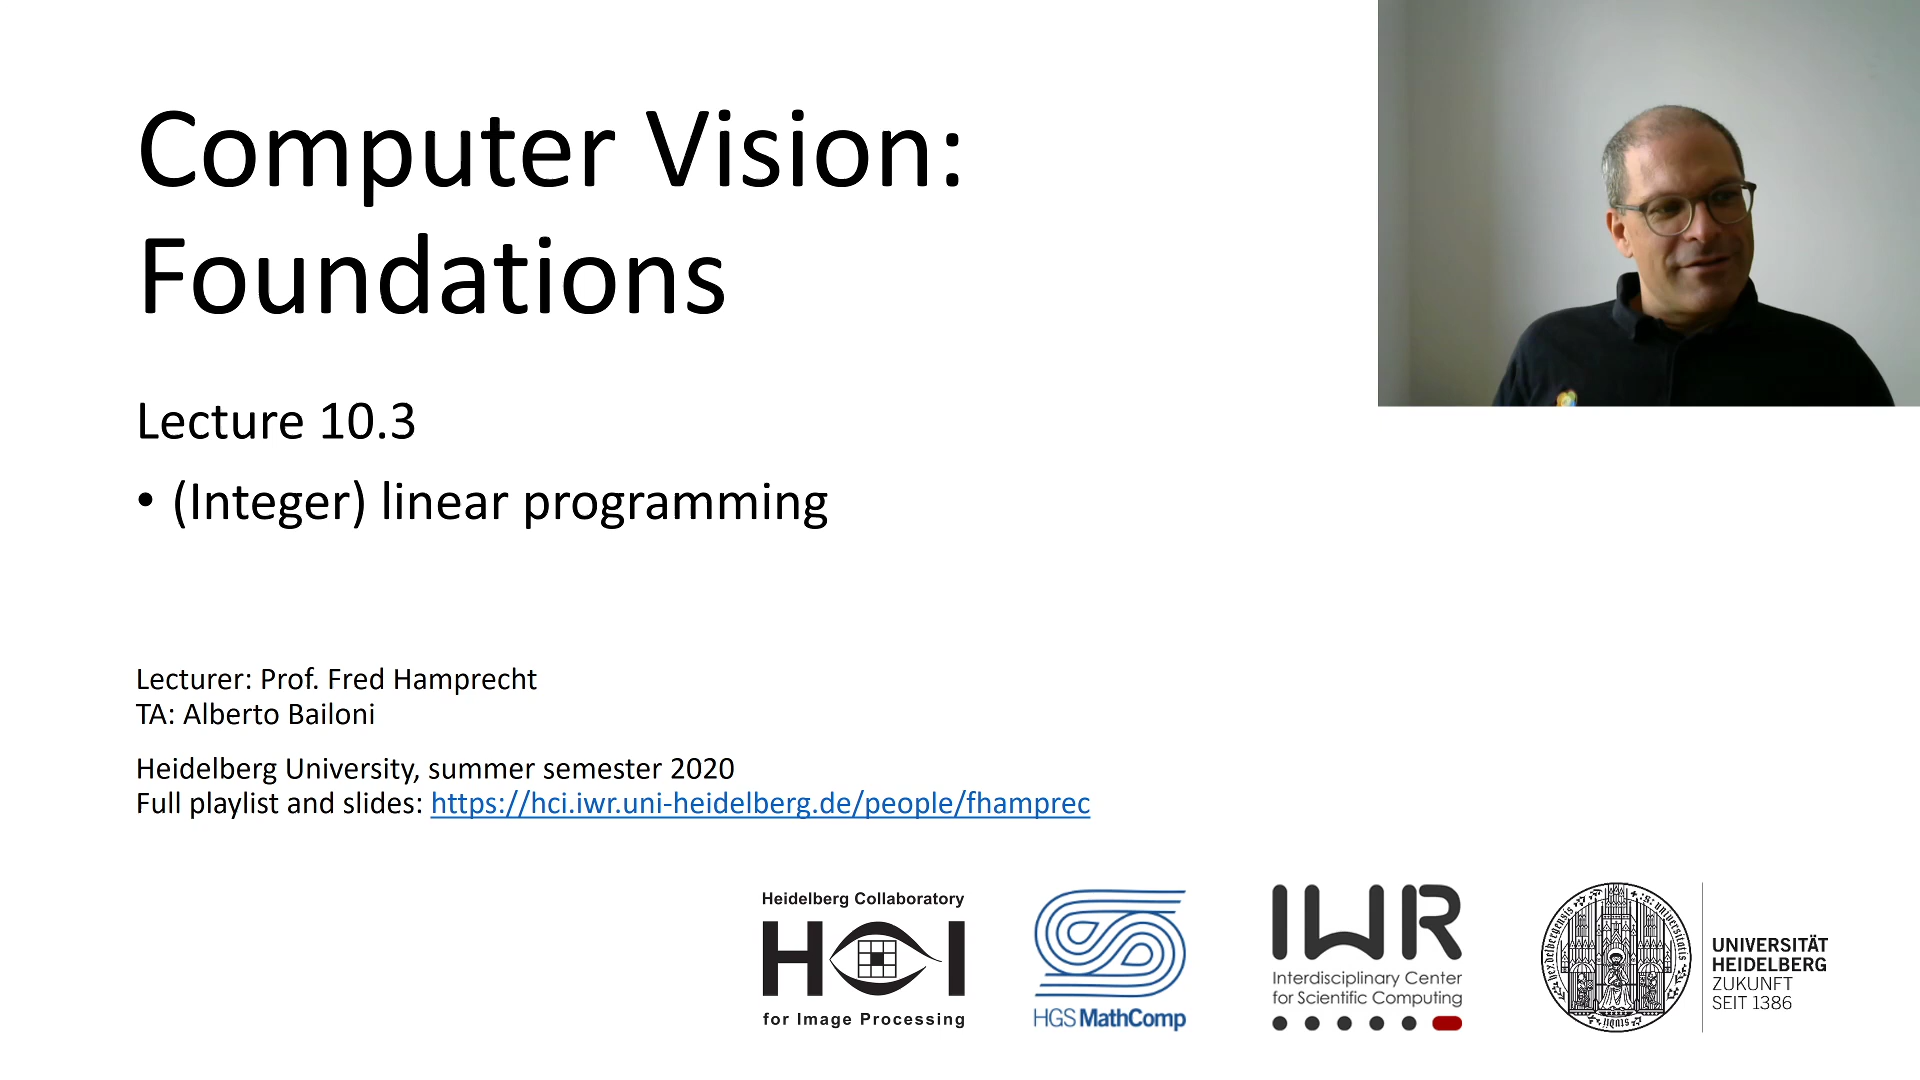 Computer Vision:
Foundations
Lecture 10.3
• (Integer) linear programming
Lecturer: Prof. Fred Hamprecht
TA: Alberto Bailoni
Heidelberg University, summer semester 2020
Full playlist and slides: https://hci.iwr.uni-heidelberg.de/people/fhamprec
Heidelberg Collaboratory
HCI
for Image Processing
HGS MathComp
IWR
Interdisciplinary Center
for Scientific Computing
UNIVERSITÄT
HEIDELBERG
ZUKUNFT
SEIT 1386